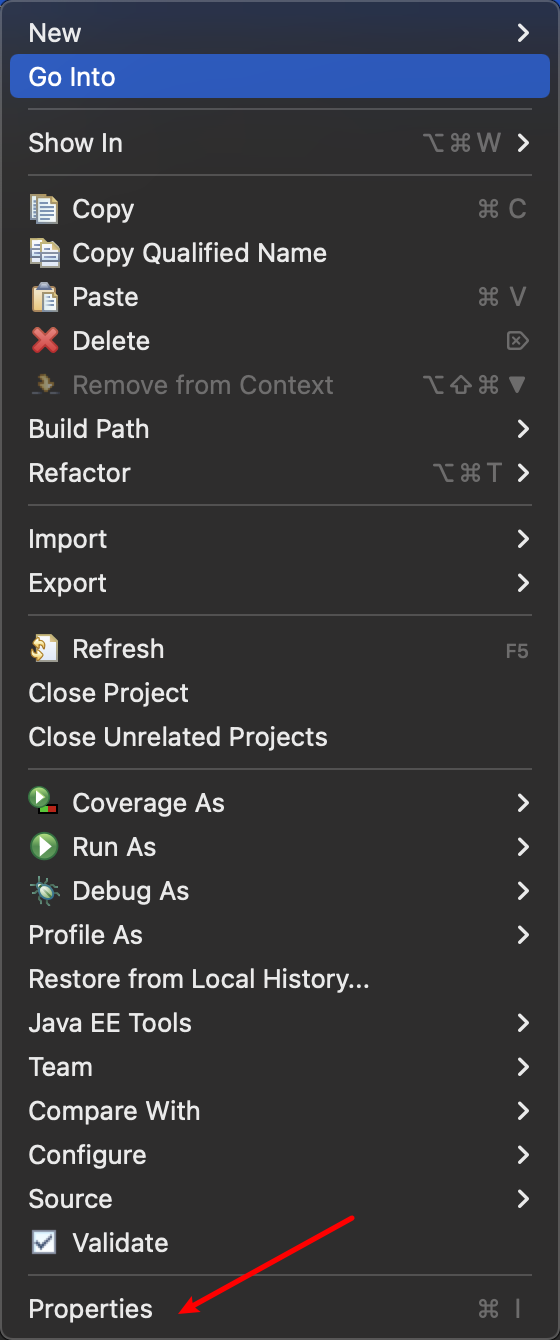 New
Go Into
Show In ⌥⌘W
Copy ⌘ C
Copy Qualified Name
Paste ⌘ V
Delete ⌦
Remove from Context ⌥⇧⌘▼
Build Path
Refactor ⌥⌘T
Import
Export
Refresh F5
Close Project
Close Unrelated Projects
Coverage As
Run As
Debug As
Profile As
Restore from Local History...
Java EE Tools
Team
Compare With
Configure
Source
Validate
Properties ⌘ I